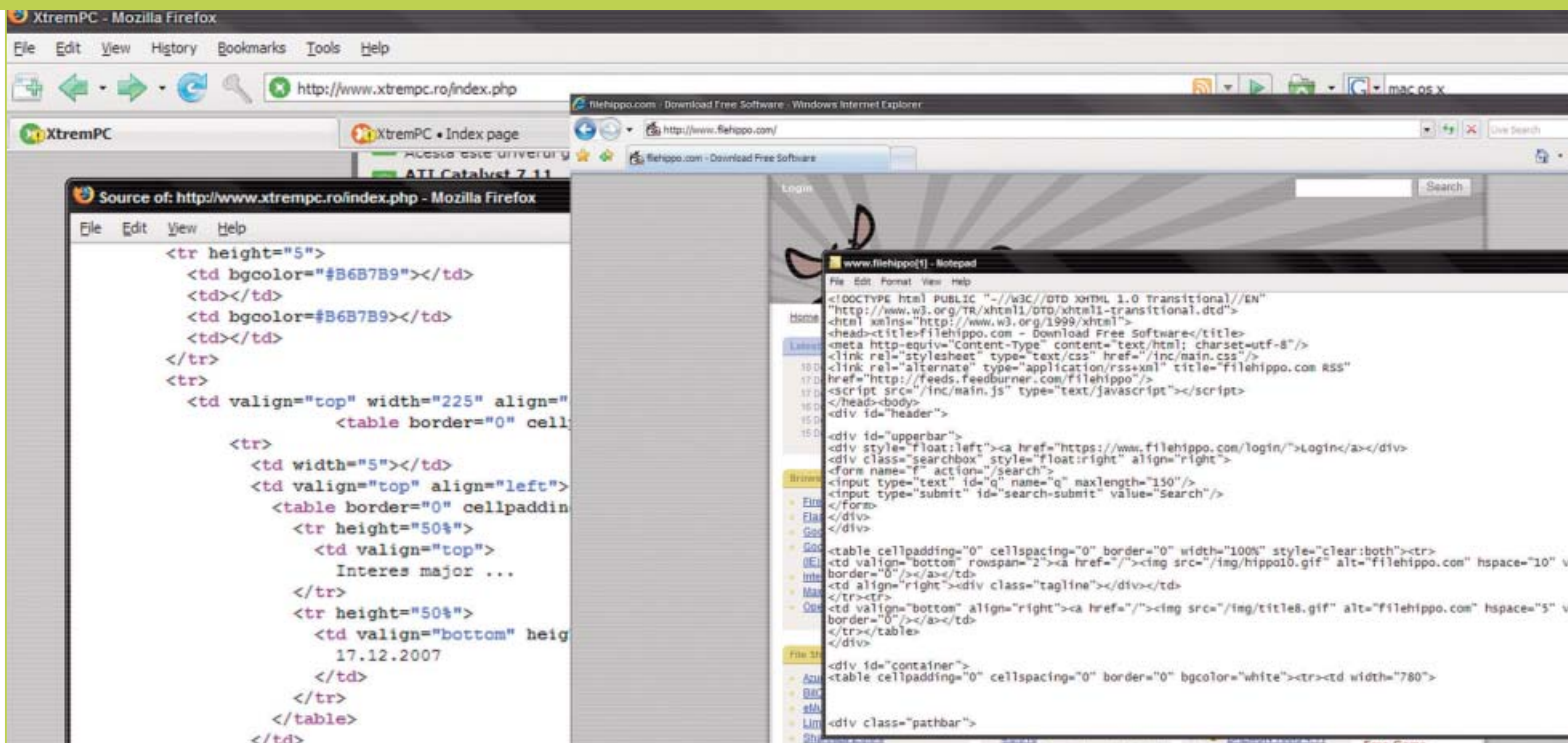 XtremPC - Mozilla Firefox
File Edit View History Bookmarks Tools Help
http://www.xtrempc.ro/index.php
mac os x
XtremPC
XtremPC • Index page
Acesta este driverul
ATI Catalyst 7.11
Source of: http://www.xtrempc.ro/index.php - Mozilla Firefox
File Edit View Help
<tr height="5">
<td bgcolor="#B6B7B9"></td>
<td></td>
<td bgcolor=#B6B7B9></td>
<td></td>
</tr>
<tr>
<td valign="top" width="225" align="
<table border="0" cell
<tr>
<td width="5"></td>
<td valign="top" align="left">
<table border="0" cellpaddin
<tr height="50%">
<td valign="top">
Interes major ...
</tr>
<tr height="50%">
<td valign="bottom" heig
17.12.2007
</td>
</tr>
</table>
</td>
filehippo.com - Download Free Software - Windows Internet Explorer
http://www.filehippo.com/
Live Search
filehippo.com - Download Free Software
Login
Search
Home
www.filehippo[1] - Notepad
File Edit Format View Help
<!DOCTYPE html PUBLIC "-//W3C//DTD XHTML 1.0 Transitional//EN"
"http://www.w3.org/TR/xhtml1/DTD/xhtml1-transitional.dtd">
<html xmlns="http://www.w3.org/1999/xhtml">
<head><title>filehippo.com - Download Free Software</title>
<meta http-equiv="Content-Type" content="text/html; charset=utf-8"/>
<link rel="stylesheet" type="text/css" href="/inc/main.css"/>
<link rel="alternate" type="application/rss+xml" title="filehippo.com RSS"
href="http://feeds.feedburner.com/filehippo"/>
<script src="/inc/main.js" type="text/javascript"></script>
</head><body>
<div id="header">
<div id="upperbar">
<div style="float:left"><a href="https://www.filehippo.com/login/">Login</a></div>
<div class="searchbox" style="float:right" align="right">
<form name="f" action="/search">
<input type="text" id="q" name="q" maxlength="150"/>
<input type="submit" id="search-submit" value="Search"/>
</form>
</div>
</div>
<table cellpadding="0" cellspacing="0" border="0" width="100%" style="clear:both"><tr>
<td valign="bottom" rowspan="2"><a href="/"><img src="/img/hippo10.gif" alt="filehippo.com" hspace="10" v
border="0"/></a></td>
<td align="right"><div class="tagline"></div></td>
</tr><tr>
<td valign="bottom" align="right"><a href="/"><img src="/img/title8.gif" alt="filehippo.com" hspace="5" v
border="0"/></a></td>
</tr></table>
</div>
<div id="container">
<table cellpadding="0" cellspacing="0" border="0" bgcolor="white"><tr><td width="780">
<div class="pathbar">